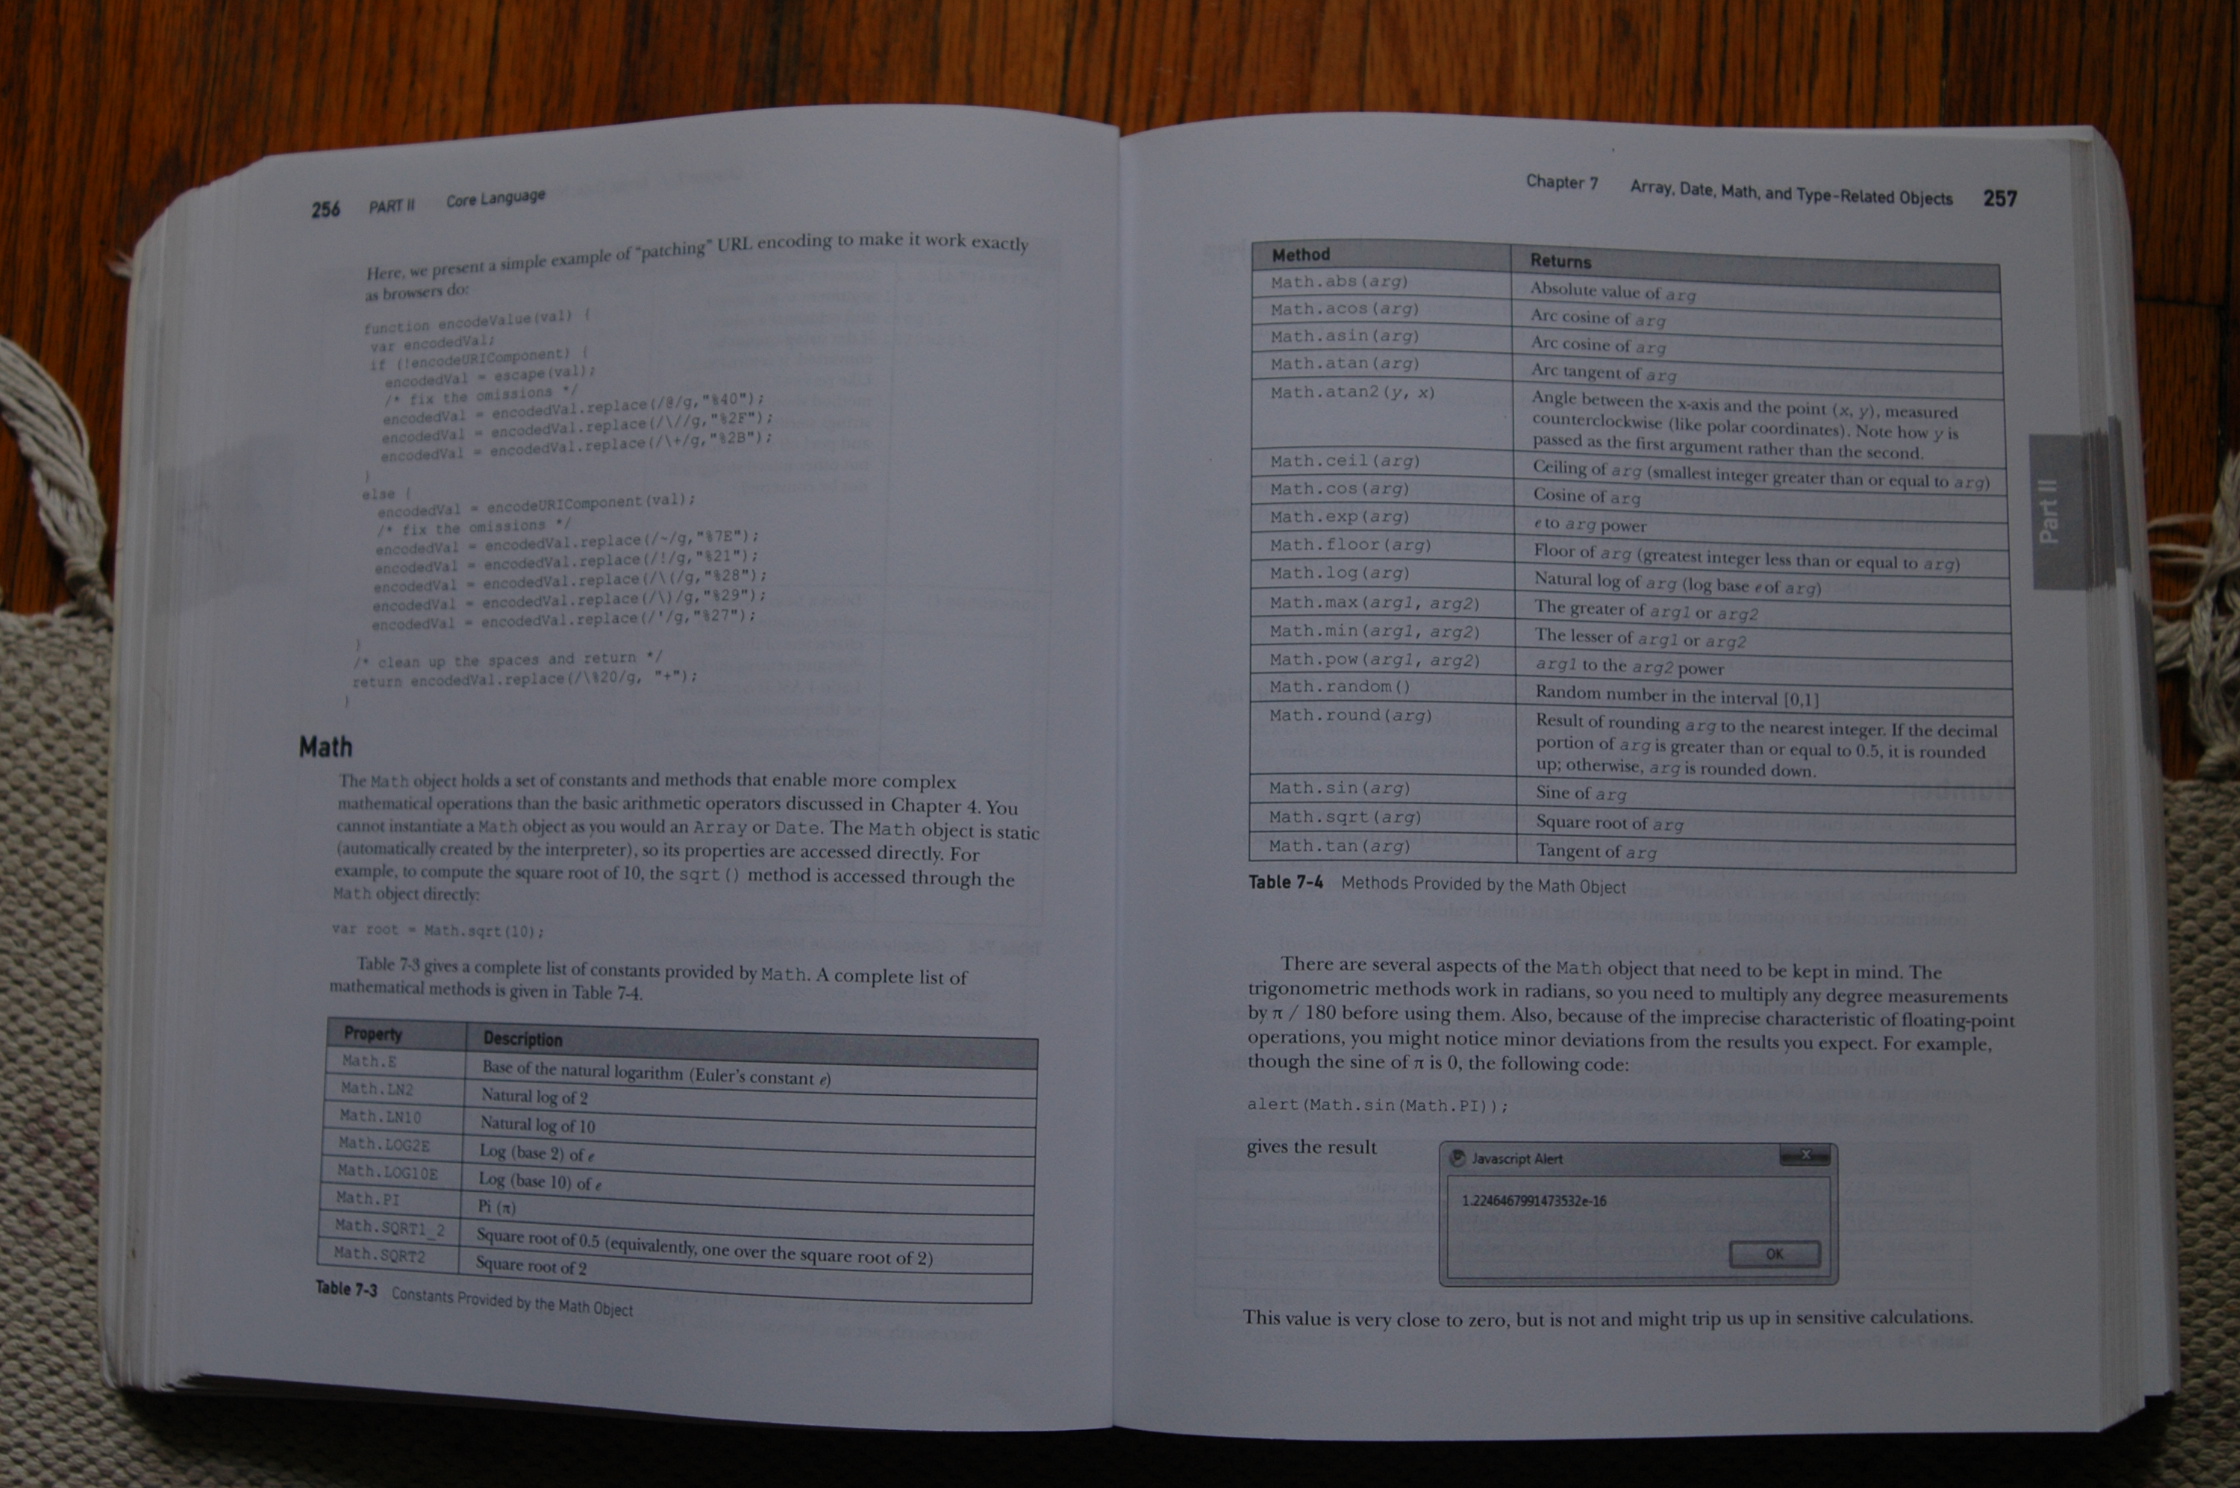 256 PART II Core Language
Here, we present a simple example of "patching" URL encoding to make it work exactly
as browsers do:
function encodeValue(val) {
var encodedVal;
if (!encodeURIComponent) {
encodedVal = escape(val);
/* fix the omissions */
encodedVal = encodedVal.replace(/@/g,"%40");
encodedVal = encodedVal.replace(/\//g,"%2F");
encodedVal = encodedVal.replace(/\+/g,"%2B");
}
else {
encodedVal = encodeURIComponent(val);
/* fix the omissions */
encodedVal = encodedVal.replace(/~/g,"%7E");
encodedVal = encodedVal.replace(/!/g,"%21");
encodedVal = encodedVal.replace(/\(/g,"%28");
encodedVal = encodedVal.replace(/\)/g,"%29");
encodedVal = encodedVal.replace(/'/g,"%27");
}
/* clean up the spaces and return */
return encodedVal.replace(/\%20/g, "+");
}
Math
The Math object holds a set of constants and methods that enable more complex
mathematical operations than the basic arithmetic operators discussed in Chapter 4. You
cannot instantiate a Math object as you would an Array or Date. The Math object is static
(automatically created by the interpreter), so its properties are accessed directly. For
example, to compute the square root of 10, the sqrt() method is accessed through the
Math object directly:
var root = Math.sqrt(10);
Table 7-3 gives a complete list of constants provided by Math. A complete list of
mathematical methods is given in Table 7-4.
Property Description
Math.E Base of the natural logarithm (Euler's constant e)
Math.LN2 Natural log of 2
Math.LN10 Natural log of 10
Math.LOG2E Log (base 2) of e
Math.LOG10E Log (base 10) of e
Math.PI Pi (π)
Math.SQRT1_2 Square root of 0.5 (equivalently, one over the square root of 2)
Math.SQRT2 Square root of 2
Table 7-3 Constants Provided by the Math Object
Chapter 7 Array, Date, Math, and Type-Related Objects 257
Part II
Method Returns
Math.abs(arg) Absolute value of arg
Math.acos(arg) Arc cosine of arg
Math.asin(arg) Arc cosine of arg
Math.atan(arg) Arc tangent of arg
Math.atan2(y, x) Angle between the x-axis and the point (x, y), measured
counterclockwise (like polar coordinates). Note how y is
passed as the first argument rather than the second.
Math.ceil(arg) Ceiling of arg (smallest integer greater than or equal to arg)
Math.cos(arg) Cosine of arg
Math.exp(arg) e to arg power
Math.floor(arg) Floor of arg (greatest integer less than or equal to arg)
Math.log(arg) Natural log of arg (log base e of arg)
Math.max(arg1, arg2) The greater of arg1 or arg2
Math.min(arg1, arg2) The lesser of arg1 or arg2
Math.pow(arg1, arg2) arg1 to the arg2 power
Math.random() Random number in the interval [0,1]
Math.round(arg) Result of rounding arg to the nearest integer. If the decimal
portion of arg is greater than or equal to 0.5, it is rounded
up; otherwise, arg is rounded down.
Math.sin(arg) Sine of arg
Math.sqrt(arg) Square root of arg
Math.tan(arg) Tangent of arg
Table 7-4 Methods Provided by the Math Object
There are several aspects of the Math object that need to be kept in mind. The
trigonometric methods work in radians, so you need to multiply any degree measurements
by π / 180 before using them. Also, because of the imprecise characteristic of floating-point
operations, you might notice minor deviations from the results you expect. For example,
though the sine of π is 0, the following code:
alert(Math.sin(Math.PI));
gives the result
Javascript Alert x
1.2246467991473532e-16
OK
This value is very close to zero, but is not and might trip us up in sensitive calculations.